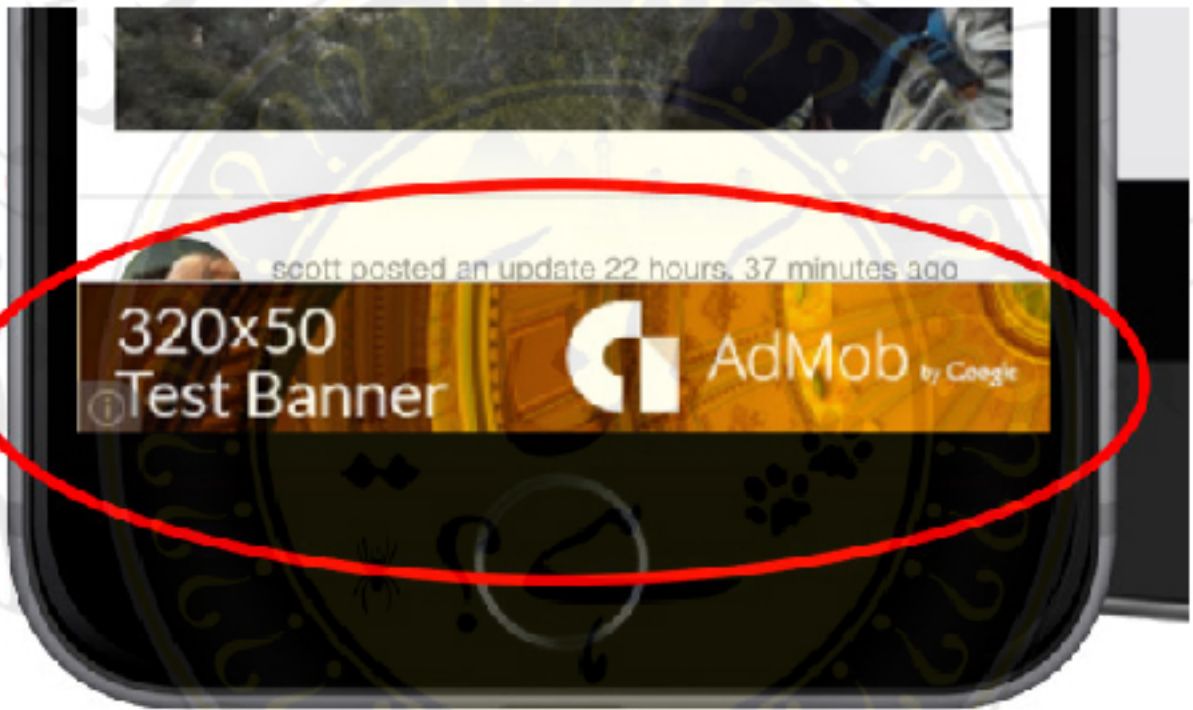 scott posted an update 22 hours, 37 minutes ago
320x50
Test Banner
AdMob by Google